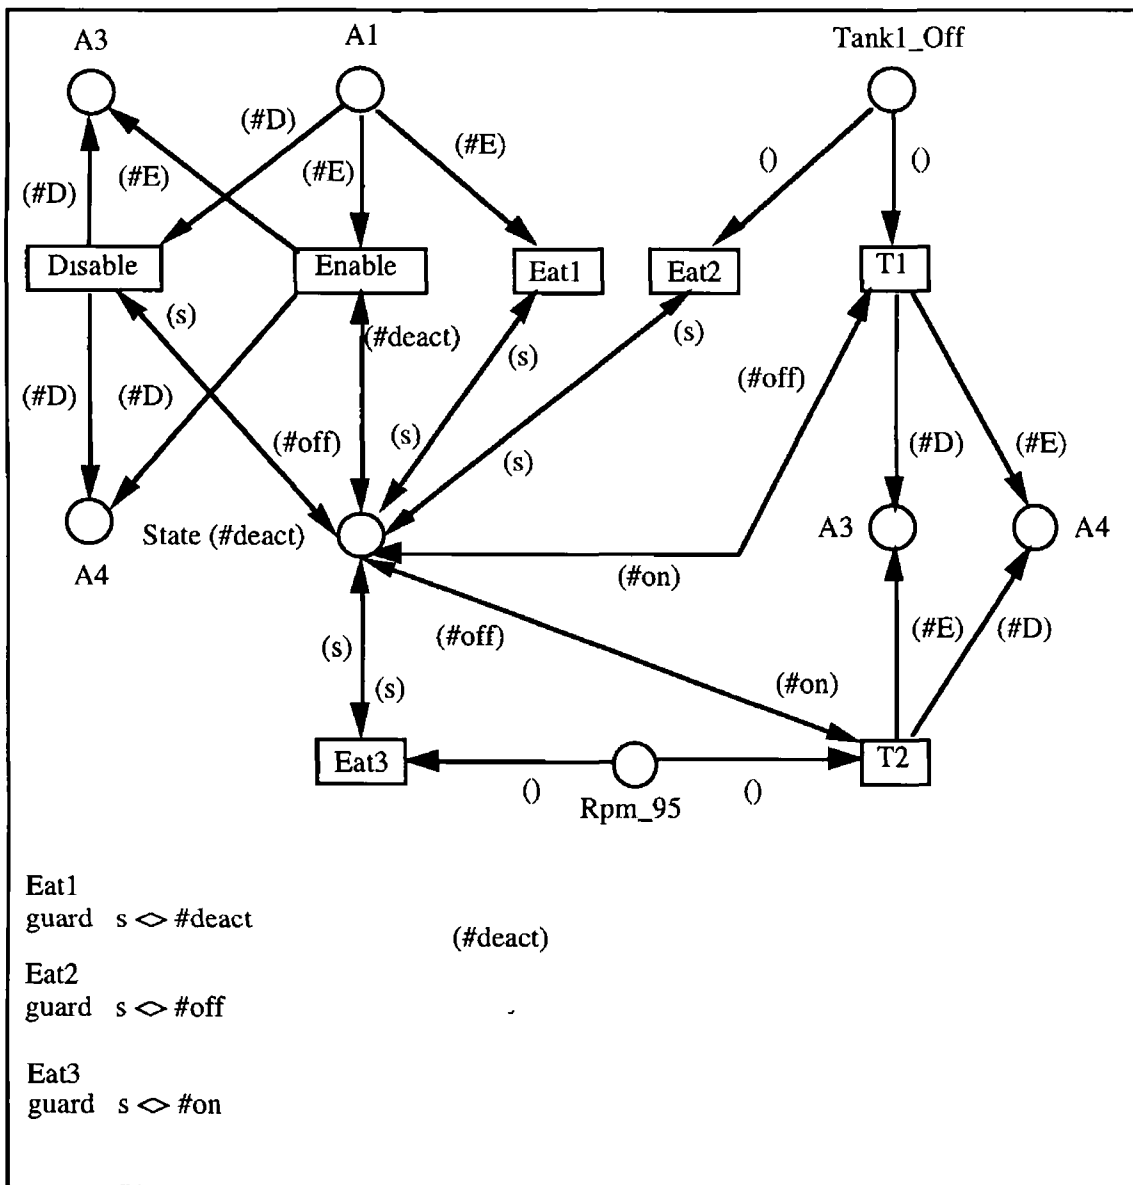 A3
A1
Tank1_Off
(#D)
(#E)
()
()
(#D)
(#E)
(#E)
Disable
Enable
Eat1
Eat2
T1
(s)
(#deact)
(s)
(s)
(#off)
(#D)
(#D)
(#off)
(s)
(s)
(#D)
(#E)
State (#deact)
A3
A4
A4
(#on)
(s)
(#off)
(#E)
(#D)
(s)
(#on)
Eat3
T2
()
()
Rpm_95
Eat1
guard s <> #deact
(#deact)
Eat2
guard s <> #off
Eat3
guard s <> #on